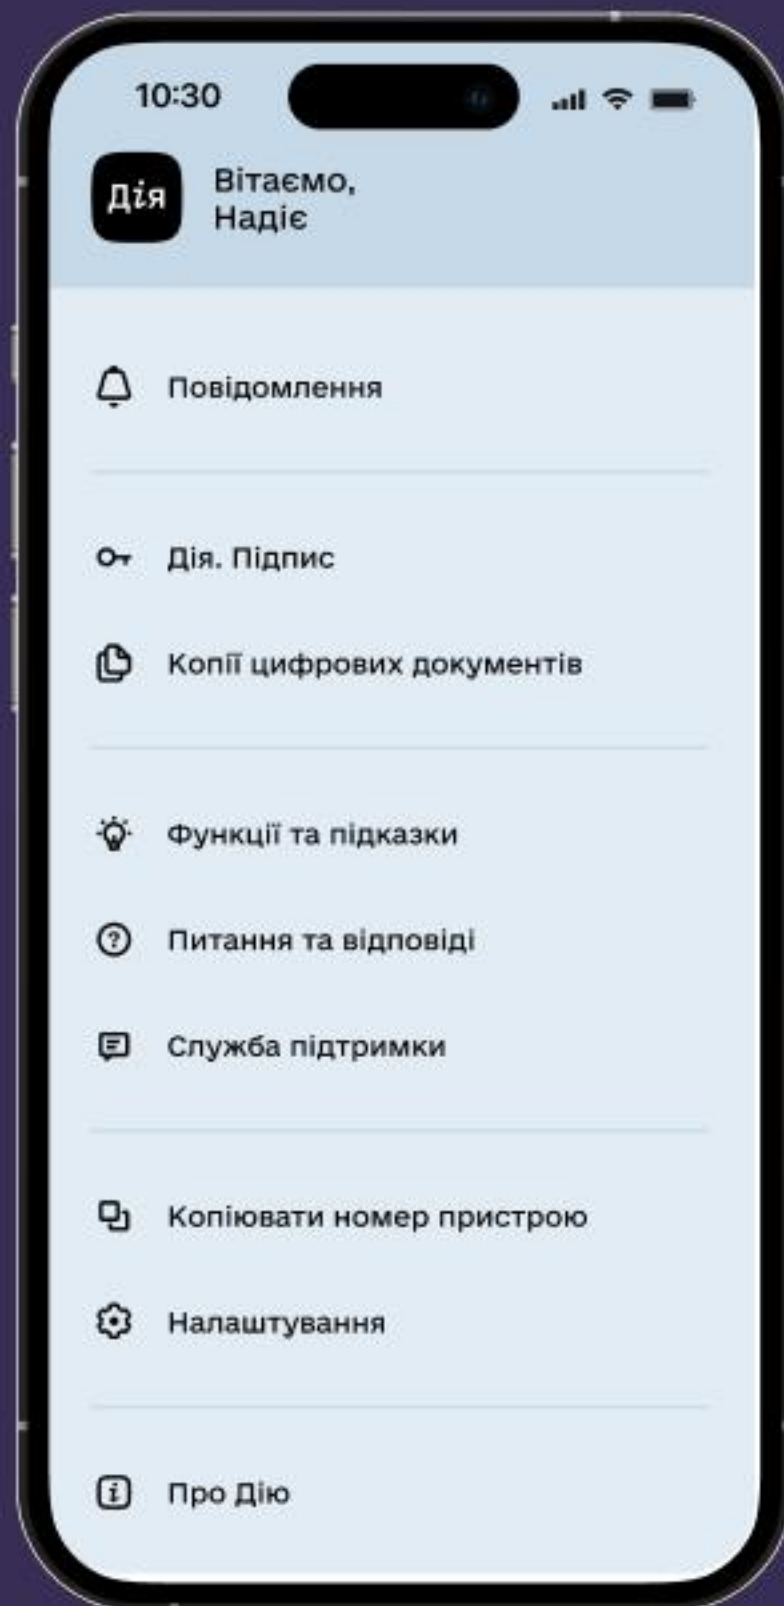 10:30
Дія
Вітаємо,
Надіє
Повідомлення
Дія. Підпис
Копії цифрових документів
Функції та підказки
Питання та відповіді
Служба підтримки
Копіювати номер пристрою
Налаштування
Про Дію